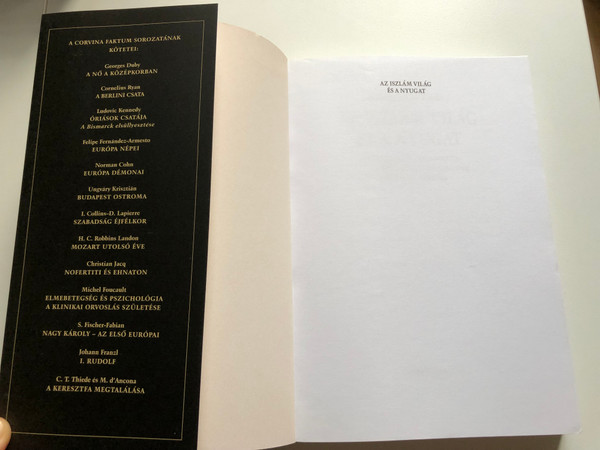 A CORVINA FAKTUM SOROZATÁNAK
KÖTETEI:
Georges Duby
A NŐ A KÖZÉPKORBAN
Cornelius Ryan
A BERLINI CSATA
Ludovic Kennedy
ÓRIÁSOK CSATÁJA
A Bismarck elsüllyesztése
Felipe Fernández-Armesto
EURÓPA NÉPEI
Norman Cohn
EURÓPA DÉMONAI
Ungváry Krisztián
BUDAPEST OSTROMA
L. Collins–D. Lapierre
SZABADSÁG ÉJFÉLKOR
H. C. Robbins Landon
MOZART UTOLSÓ ÉVE
Christian Jacq
NOFERTITI ÉS EHNATON
Michel Foucault
ELMEBETEGSÉG ÉS PSZICHOLÓGIA
A KLINIKAI ORVOSLÁS SZÜLETÉSE
S. Fischer-Fabian
NAGY KÁROLY – AZ ELSŐ EURÓPAI
Johann Franzl
I. RUDOLF
C. T. Thiede és M. d'Ancona
A KERESZTFA MEGTALÁLÁSA
AZ ISZLÁM VILÁG
ÉS A NYUGAT